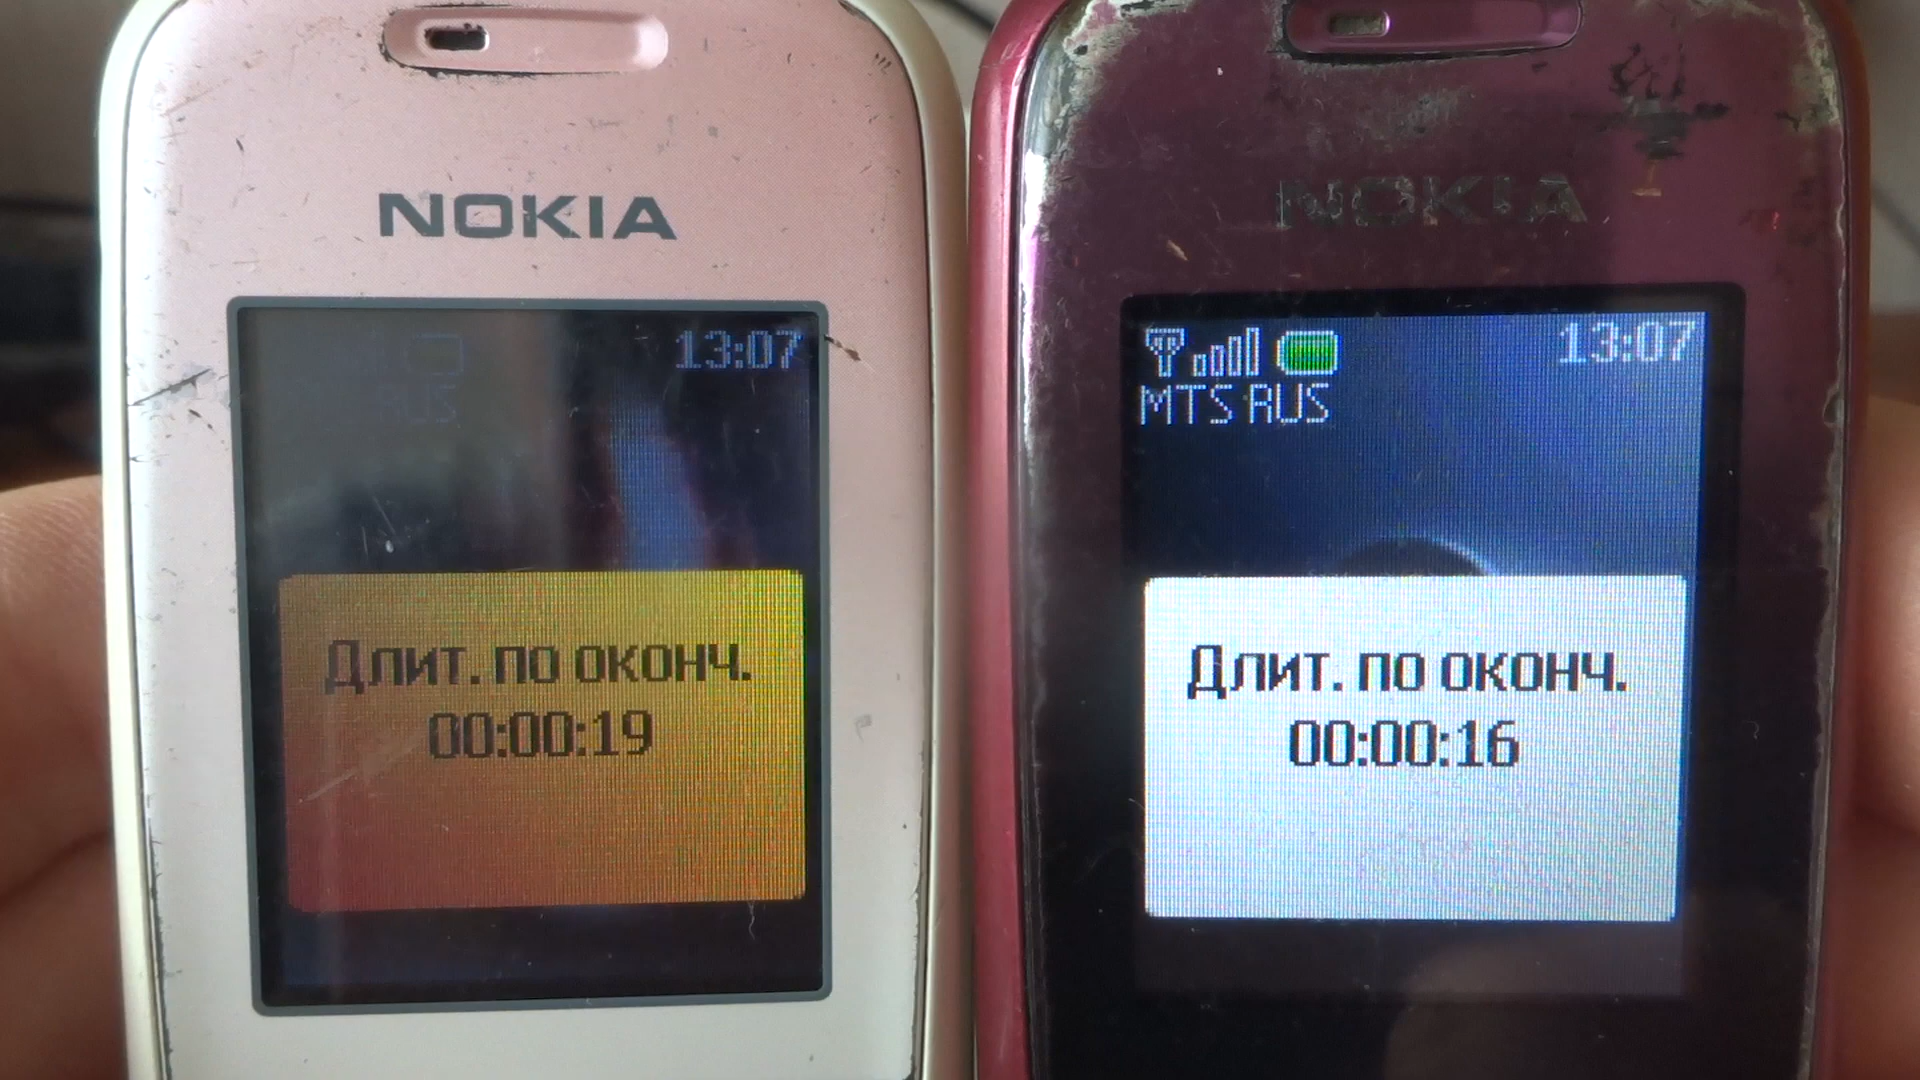 NOKIA
13:07
RUS
Длит. по оконч.
00:00:19
NOKIA
13:07
MTS RUS
Длит. по оконч.
00:00:16